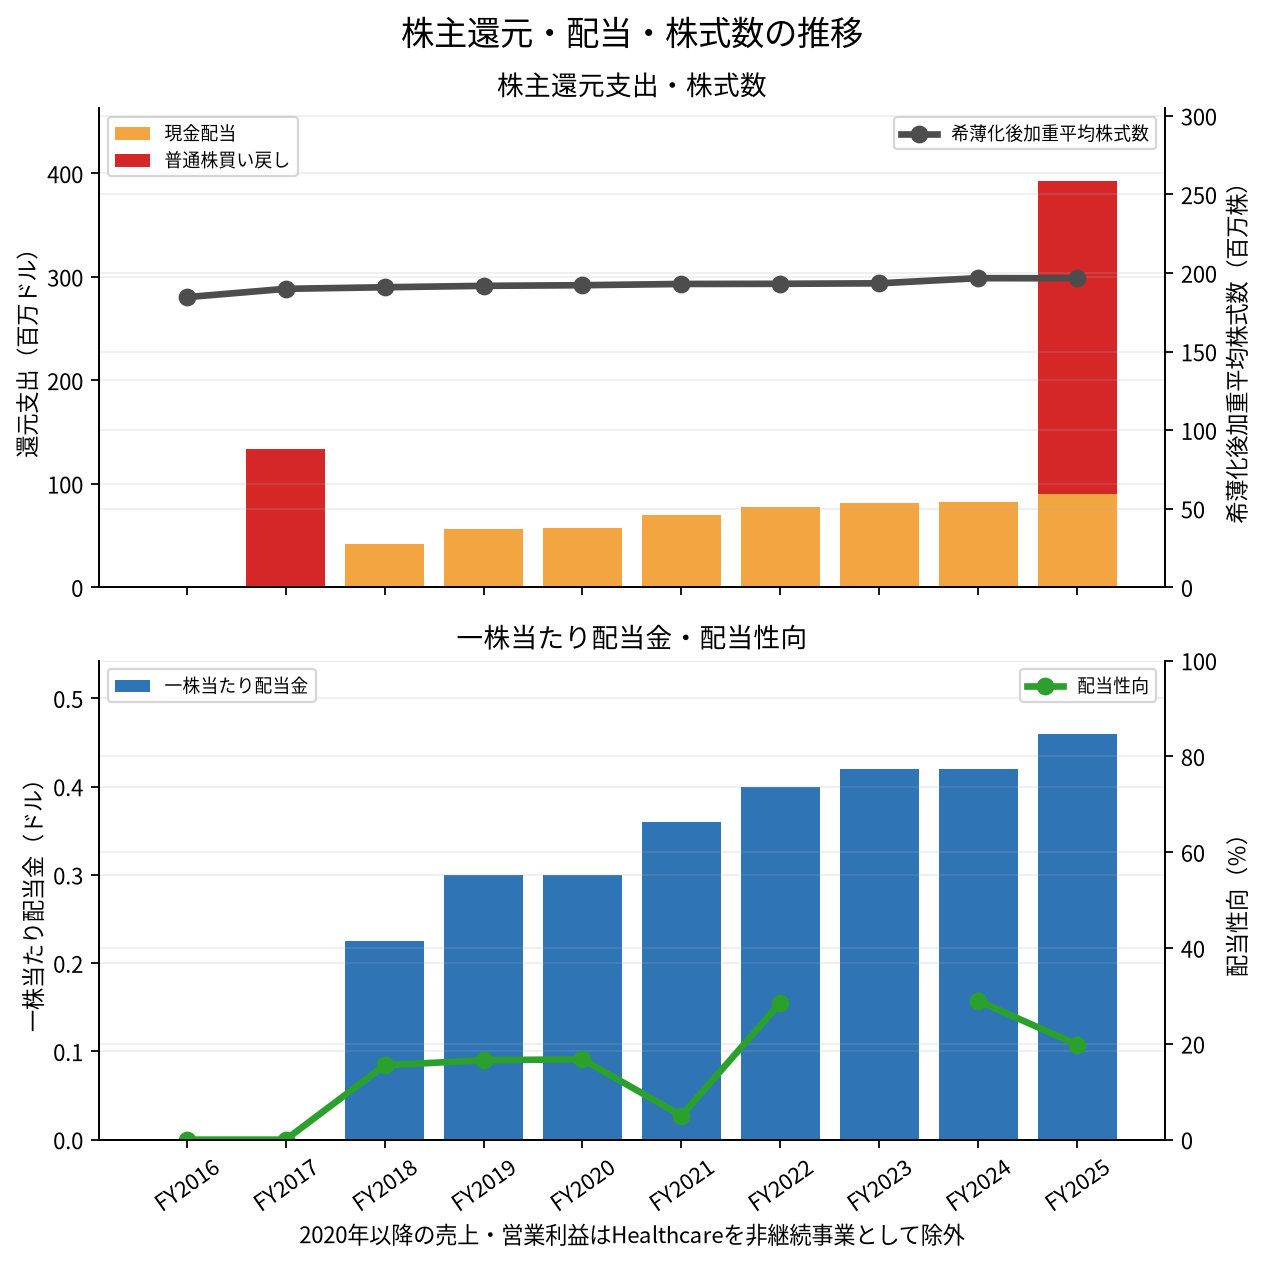 株主還元・配当・株式数の推移
株主還元支出・株式数
現金配当
普通株買い戻し
希薄化後加重平均株式数
還元支出（百万ドル）
400
300
200
100
0
希薄化後加重平均株式数（百万株）
300
250
200
150
100
50
0
一株当たり配当金・配当性向
一株当たり配当金
配当性向
一株当たり配当金（ドル）
0.5
0.4
0.3
0.2
0.1
0.0
配当性向（%）
100
80
60
40
20
0
FY2016
FY2017
FY2018
FY2019
FY2020
FY2021
FY2022
FY2023
FY2024
FY2025
2020年以降の売上・営業利益はHealthcareを非継続事業として除外